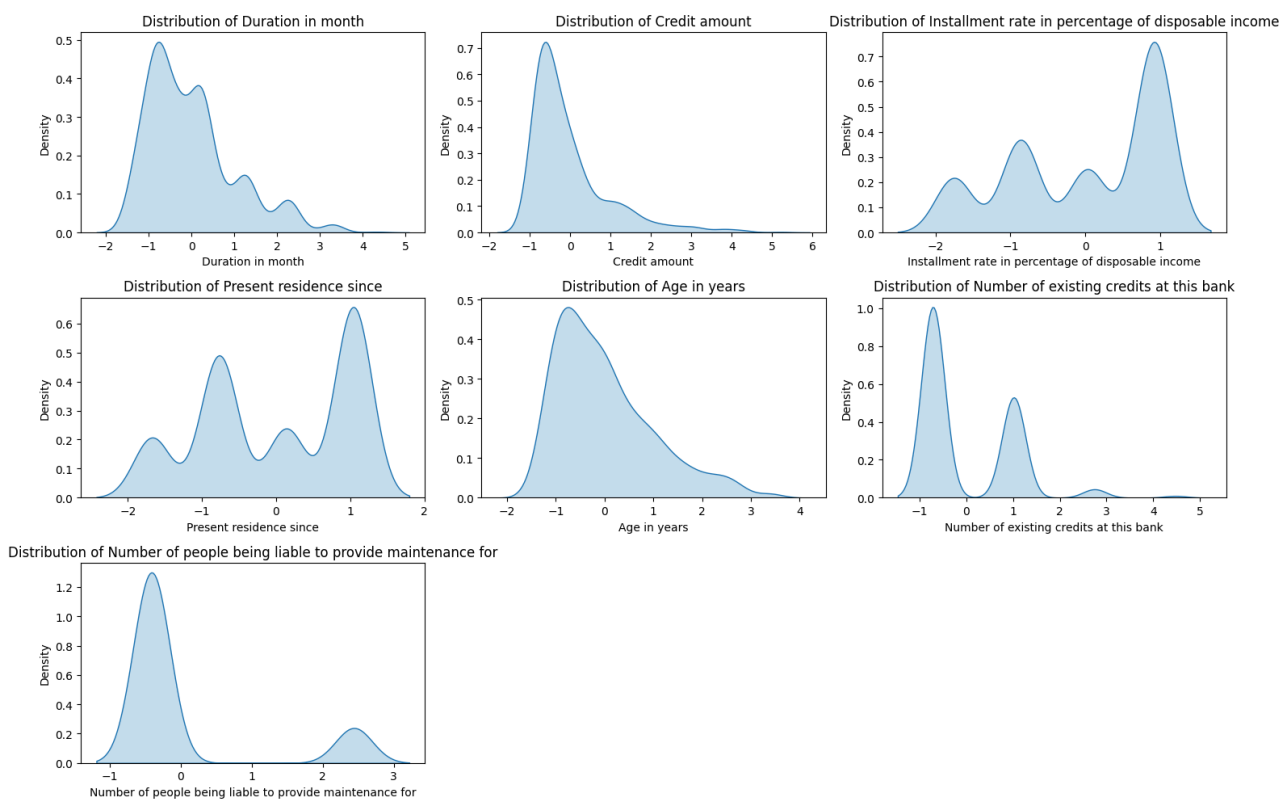 Distribution of Duration in month
0.5
0.4
0.3
0.2
0.1
0.0
Density
−2 −1 0 1 2 3 4 5
Duration in month
Distribution of Credit amount
0.7
0.6
0.5
0.4
0.3
0.2
0.1
0.0
Density
−2 −1 0 1 2 3 4 5 6
Credit amount
Distribution of Installment rate in percentage of disposable income
0.7
0.6
0.5
0.4
0.3
0.2
0.1
0.0
Density
−2 −1 0 1
Installment rate in percentage of disposable income
Distribution of Present residence since
0.6
0.5
0.4
0.3
0.2
0.1
0.0
Density
−2 −1 0 1 2
Present residence since
Distribution of Age in years
0.5
0.4
0.3
0.2
0.1
0.0
Density
−2 −1 0 1 2 3 4
Age in years
Distribution of Number of existing credits at this bank
1.0
0.8
0.6
0.4
0.2
0.0
Density
−1 0 1 2 3 4 5
Number of existing credits at this bank
Distribution of Number of people being liable to provide maintenance for
1.2
1.0
0.8
0.6
0.4
0.2
0.0
Density
−1 0 1 2 3
Number of people being liable to provide maintenance for